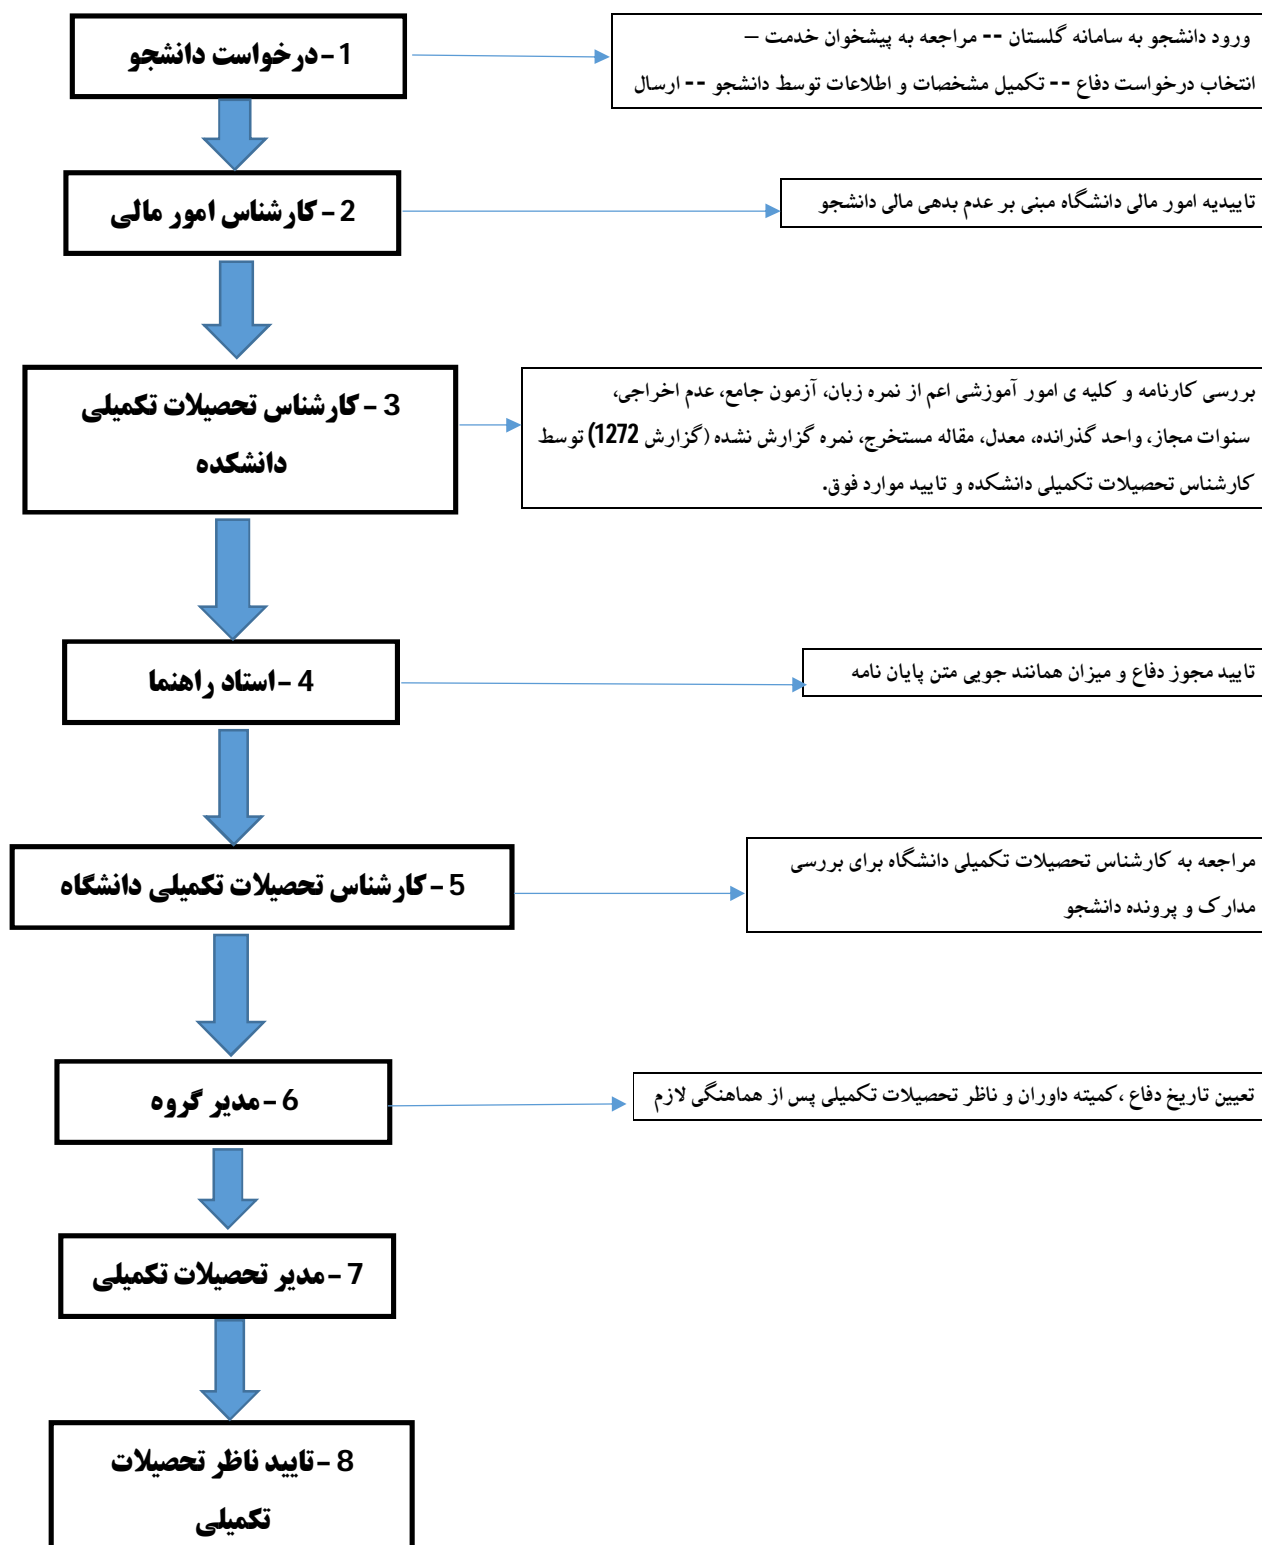 1 -درخواست دانشجو
ورود دانشجو به سامانه گلستان -- مراجعه به پیشخوان خدمت –
انتخاب درخواست دفاع -- تکمیل مشخصات و اطلاعات توسط دانشجو -- ارسال
2 - کارشناس امور مالی
تاییدیه امور مالی دانشگاه مبنی بر عدم بدهی مالی دانشجو
3 - کارشناس تحصیلات تکمیلی
دانشکده
بررسی کارنامه و کلیه ی امور آموزشی اعم از نمره زبان، آزمون جامع، عدم اخراجی،
سنوات مجاز، واحد گذرانده، معدل، مقاله مستخرج، نمره گزارش نشده (گزارش 1272) توسط
کارشناس تحصیلات تکمیلی دانشکده و تایید موارد فوق.
4 -استاد راهنما
تایید مجوز دفاع و میزان همانند جویی متن پایان نامه
5 - کارشناس تحصیلات تکمیلی دانشگاه
مراجعه به کارشناس تحصیلات تکمیلی دانشگاه برای بررسی
مدارک و پرونده دانشجو
6 -مدیر گروه
تعیین تاریخ دفاع ،کمیته داوران و ناظر تحصیلات تکمیلی پس از هماهنگی لازم
7 -مدیر تحصیلات تکمیلی
8 -تایید ناظر تحصیلات
تکمیلی